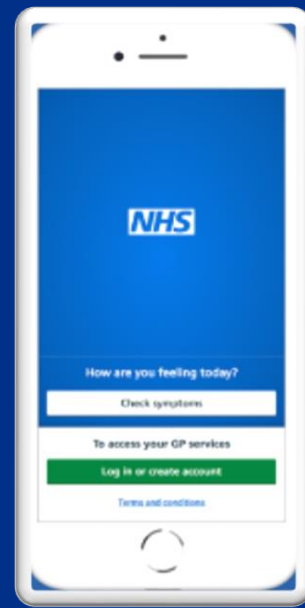 NHS
How are you feeling today?
Check symptoms
To access your GP services
Log in or create account
Terms and conditions